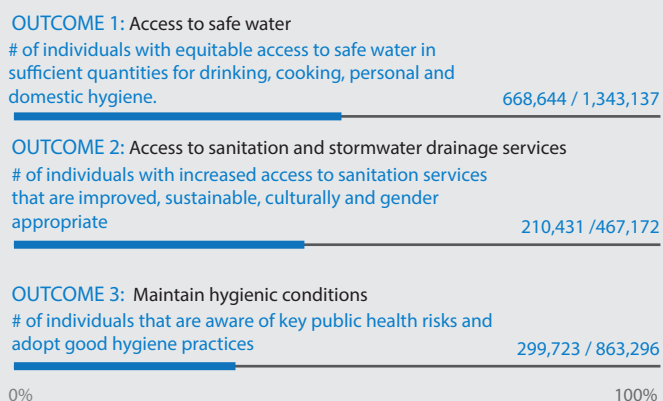 OUTCOME 1: Access to safe water
# of individuals with equitable access to safe water in
sufficient quantities for drinking, cooking, personal and
domestic hygiene.
668,644 / 1,343,137
OUTCOME 2: Access to sanitation and stormwater drainage services
# of individuals with increased access to sanitation services
that are improved, sustainable, culturally and gender
appropriate
210,431 /467,172
OUTCOME 3: Maintain hygienic conditions
# of individuals that are aware of key public health risks and
adopt good hygiene practices
299,723 / 863,296
0% 100%